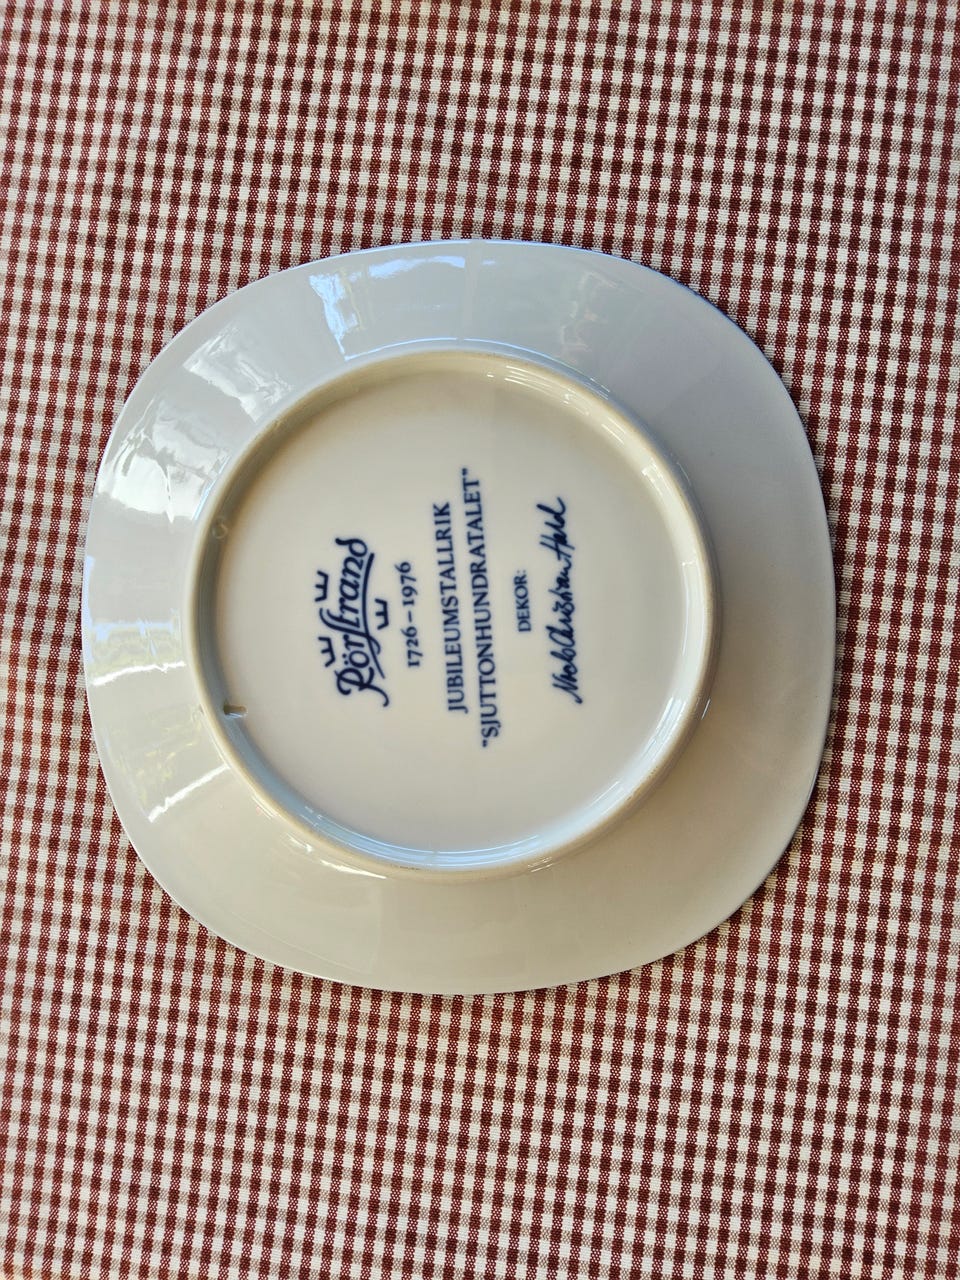 Rörstrand
1726–1976
JUBILEUMSTALLRIK
"SJUTTONHUNDRATALET"
DEKOR: